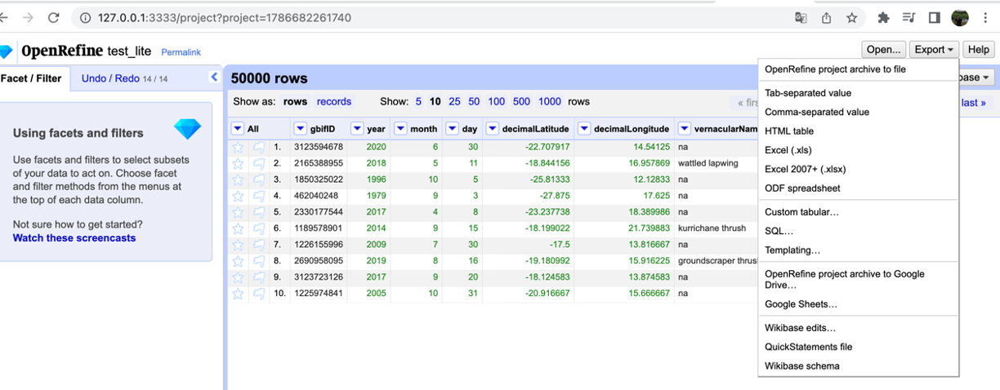 127.0.0.1:3333/project?project=1786682261740
OpenRefine test_lite Permalink
Open... Export Help
Facet / Filter Undo / Redo 14 / 14
50000 rows
Show as: rows records Show: 5 10 25 50 100 500 1000 rows
« last »
All gbifID year month day decimalLatitude decimalLongitude
1. 3123594678 2020 6 30 -22.707917 14.54125 na
2. 2165388955 2018 5 11 -18.844156 16.957869 wattled lapwing
3. 1850325022 1996 10 5 -25.81333 12.12833 na
4. 462040248 1979 9 3 -27.875 17.625 na
5. 2330177544 2017 4 8 -23.237738 18.389986 na
6. 1189578901 2014 9 15 -18.199022 21.739883 kurrichane thrush
7. 1226155996 2009 7 30 -17.5 13.816667 na
8. 2690958095 2019 8 16 -19.180992 15.916225 groundscraper
9. 3123723126 2017 9 20 -18.124583 13.874583 na
10. 1225974841 2005 10 31 -20.916667 15.666667 na
Using facets and filters
Use facets and filters to select subsets
of your data to act on. Choose facet
and filter methods from the menus at
the top of each data column.
Not sure how to get started?
Watch these screencasts
OpenRefine project archive to file
Tab-separated value
Comma-separated value
HTML table
Excel (.xls)
Excel 2007+ (.xlsx)
ODF spreadsheet
Custom tabular…
SQL…
Templating…
OpenRefine project archive to Google
Drive…
Google Sheets…
Wikibase edits…
QuickStatements file
Wikibase schema